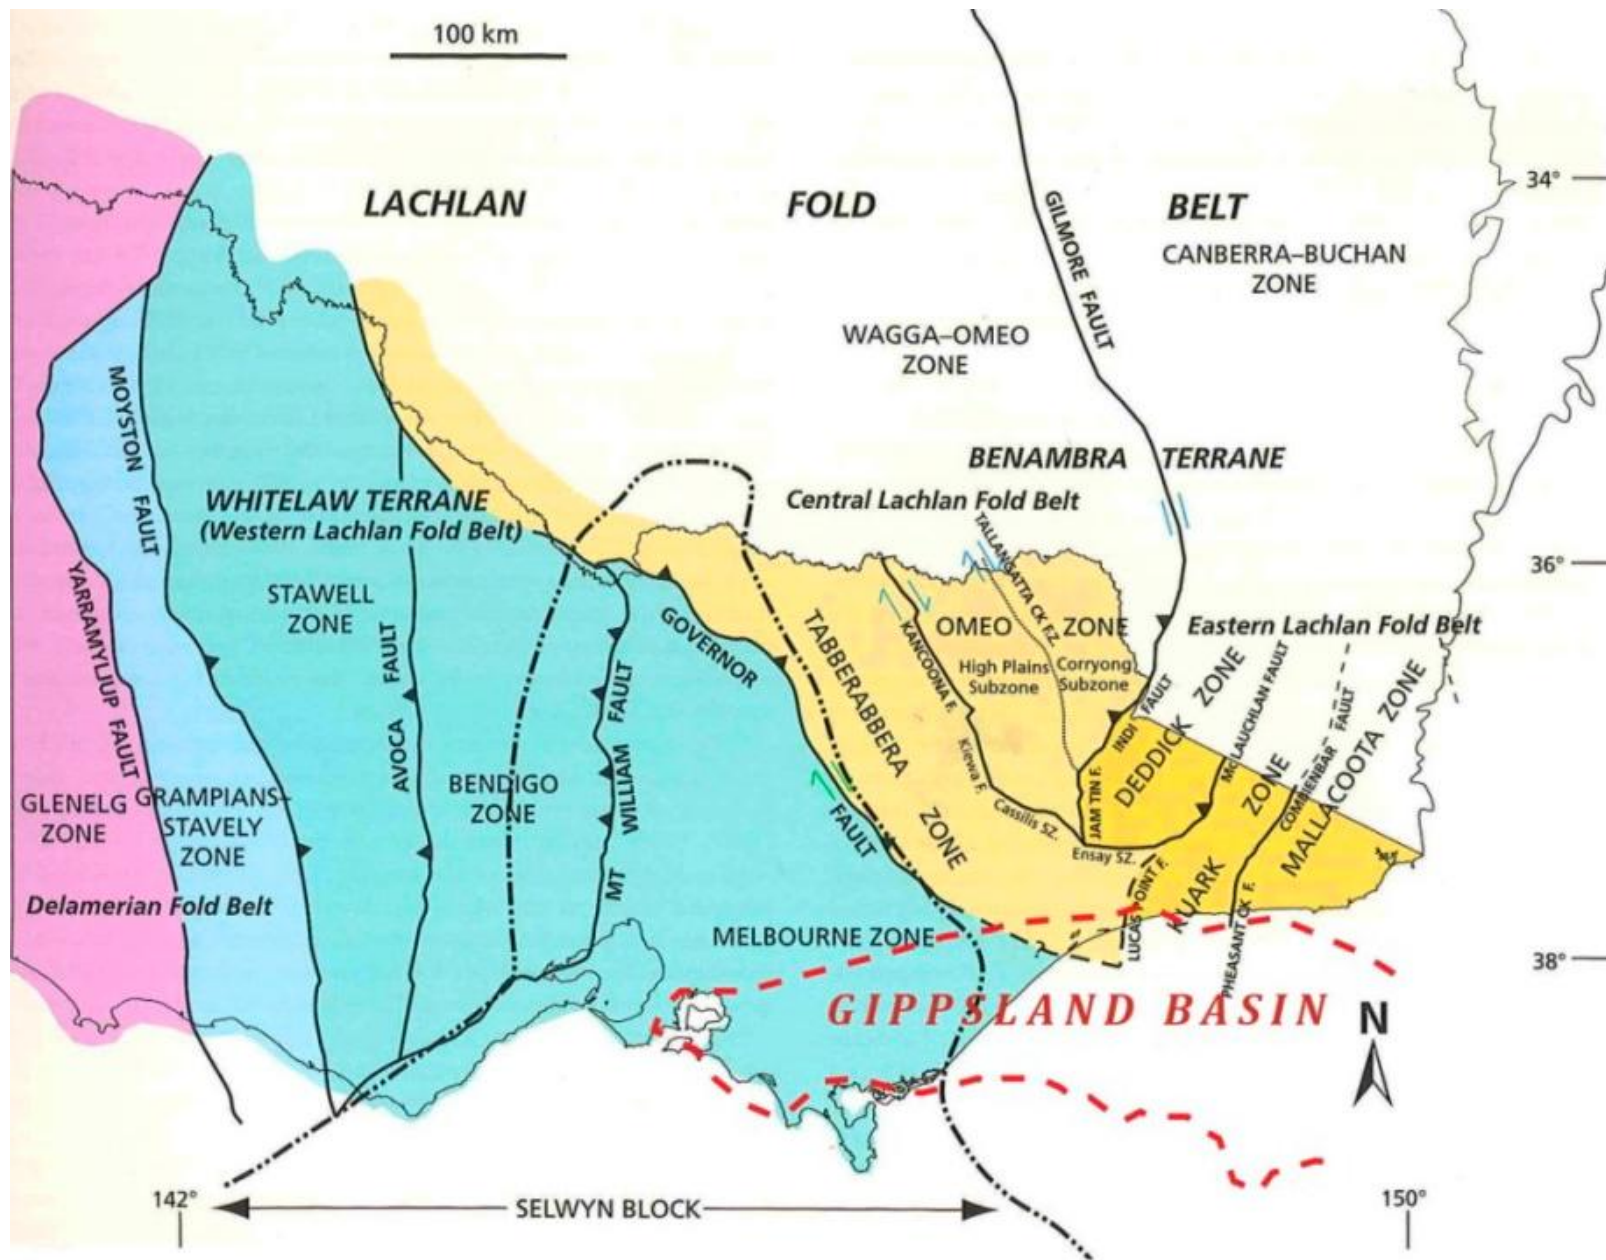 100 km
34°
LACHLAN FOLD BELT
CANBERRA–BUCHAN
ZONE
GILMORE FAULT
WAGGA–OMEO
ZONE
MOYSTON FAULT
BENAMBRA TERRANE
WHITELAW TERRANE
(Western Lachlan Fold Belt)
Central Lachlan Fold Belt
TALLANGATTA CK F.Z.
36°
YARRAMYLJUP FAULT
STAWELL
ZONE
AVOCA FAULT
GOVERNOR FAULT
TABBERABBERA ZONE
KANCOONA F.
OMEO ZONE
High Plains
Subzone
Corryong
Subzone
Eastern Lachlan Fold Belt
INDI FAULT
DEDDICK ZONE
McLAUCHLAN FAULT
COMBIENBAR FAULT
MALLACOOTA ZONE
MT WILLIAM FAULT
BENDIGO
ZONE
Kiewa F.
Cassilis SZ.
JAM TIN F.
Ensay SZ.
GLENELG
ZONE
GRAMPIANS–
STAVELY
ZONE
Delamerian Fold Belt
LUCAS POINT F.
KUARK ZONE
PHEASANT CK F.
MELBOURNE ZONE
?
38°
GIPPSLAND BASIN
N
142°
SELWYN BLOCK
150°